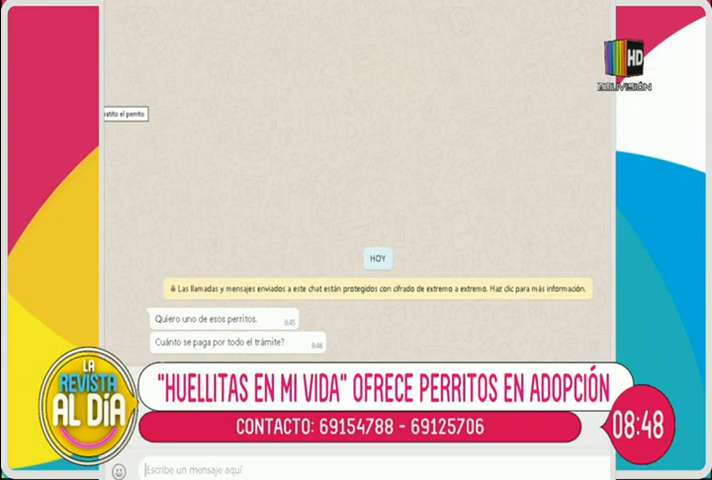 HD
NOUVISIÓN
atito el perrito
HOY
Las llamadas y mensajes enviados a este chat están protegidos con cifrado de extremo a extremo. Haz clic para más información.
Quiero uno de esos perritos.
8:45
Cuánto se paga por todo el trámite?
8:46
LA
REVISTA
AL DÍA
"HUELLITAS EN MI VIDA" OFRECE PERRITOS EN ADOPCIÓN
CONTACTO: 69154788 - 69125706
08:48
Escribe un mensaje aquí